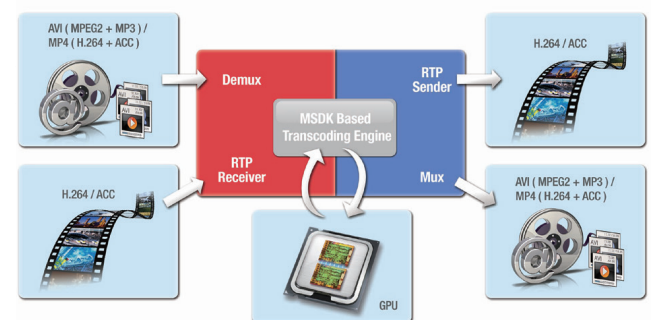 AVI ( MPEG2 + MP3 ) /
MP4 ( H.264 + ACC )
Demux
RTP
Receiver
H.264 / ACC
MSDK Based
Transcoding Engine
RTP
Sender
Mux
H.264 / ACC
AVI ( MPEG2 + MP3 ) /
MP4 ( H.264 + ACC )
AVI
GPU